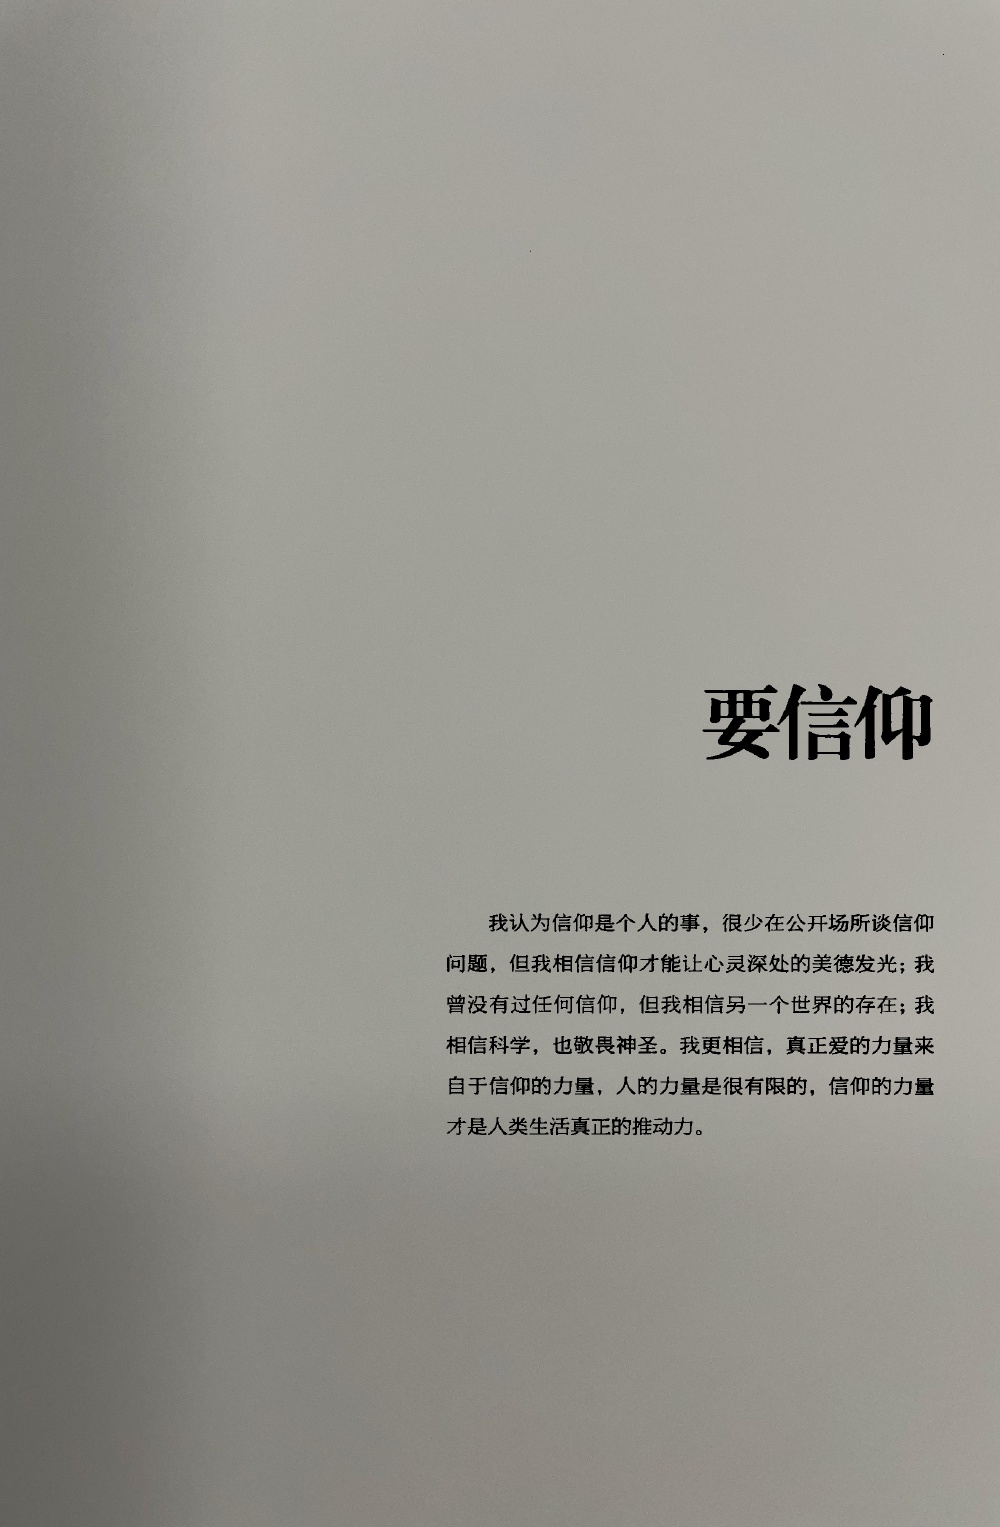 要信仰
我认为信仰是个人的事，很少在公开场所谈信仰
问题，但我相信信仰才能让心灵深处的美德发光；我
曾没有过任何信仰，但我相信另一个世界的存在；我
相信科学，也敬畏神圣。我更相信，真正爱的力量来
自于信仰的力量，人的力量是很有限的，信仰的力量
才是人类生活真正的推动力。